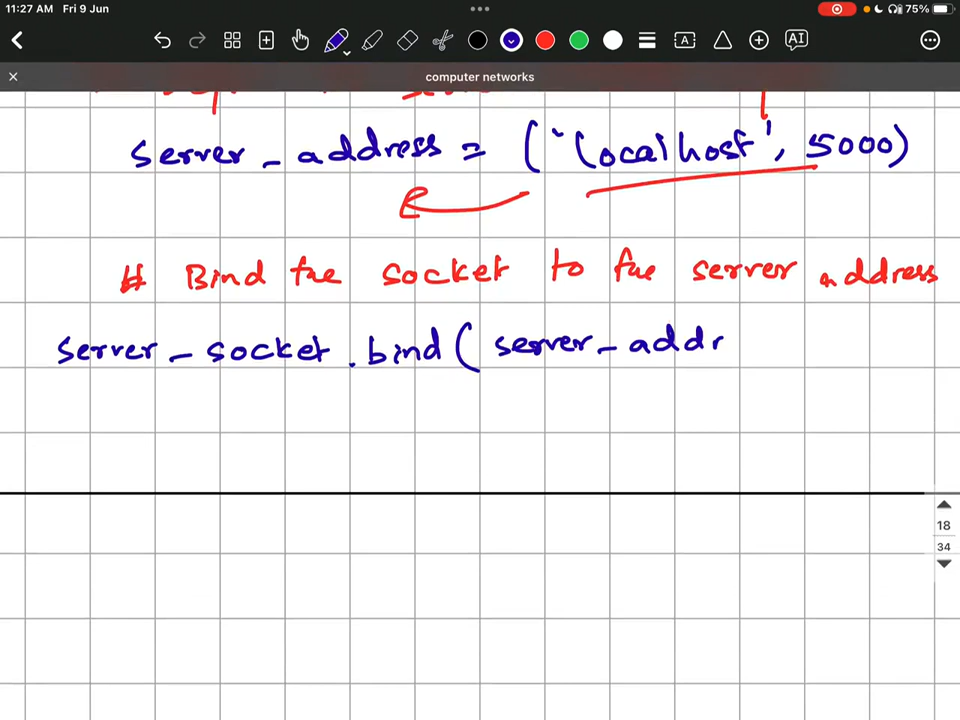 11:27 AM Fri 9 Jun
75%
A
AI
computer networks
server_address = ('localhost', 5000)
# Bind the socket to the server address
server_socket.bind(server_addr
18
34